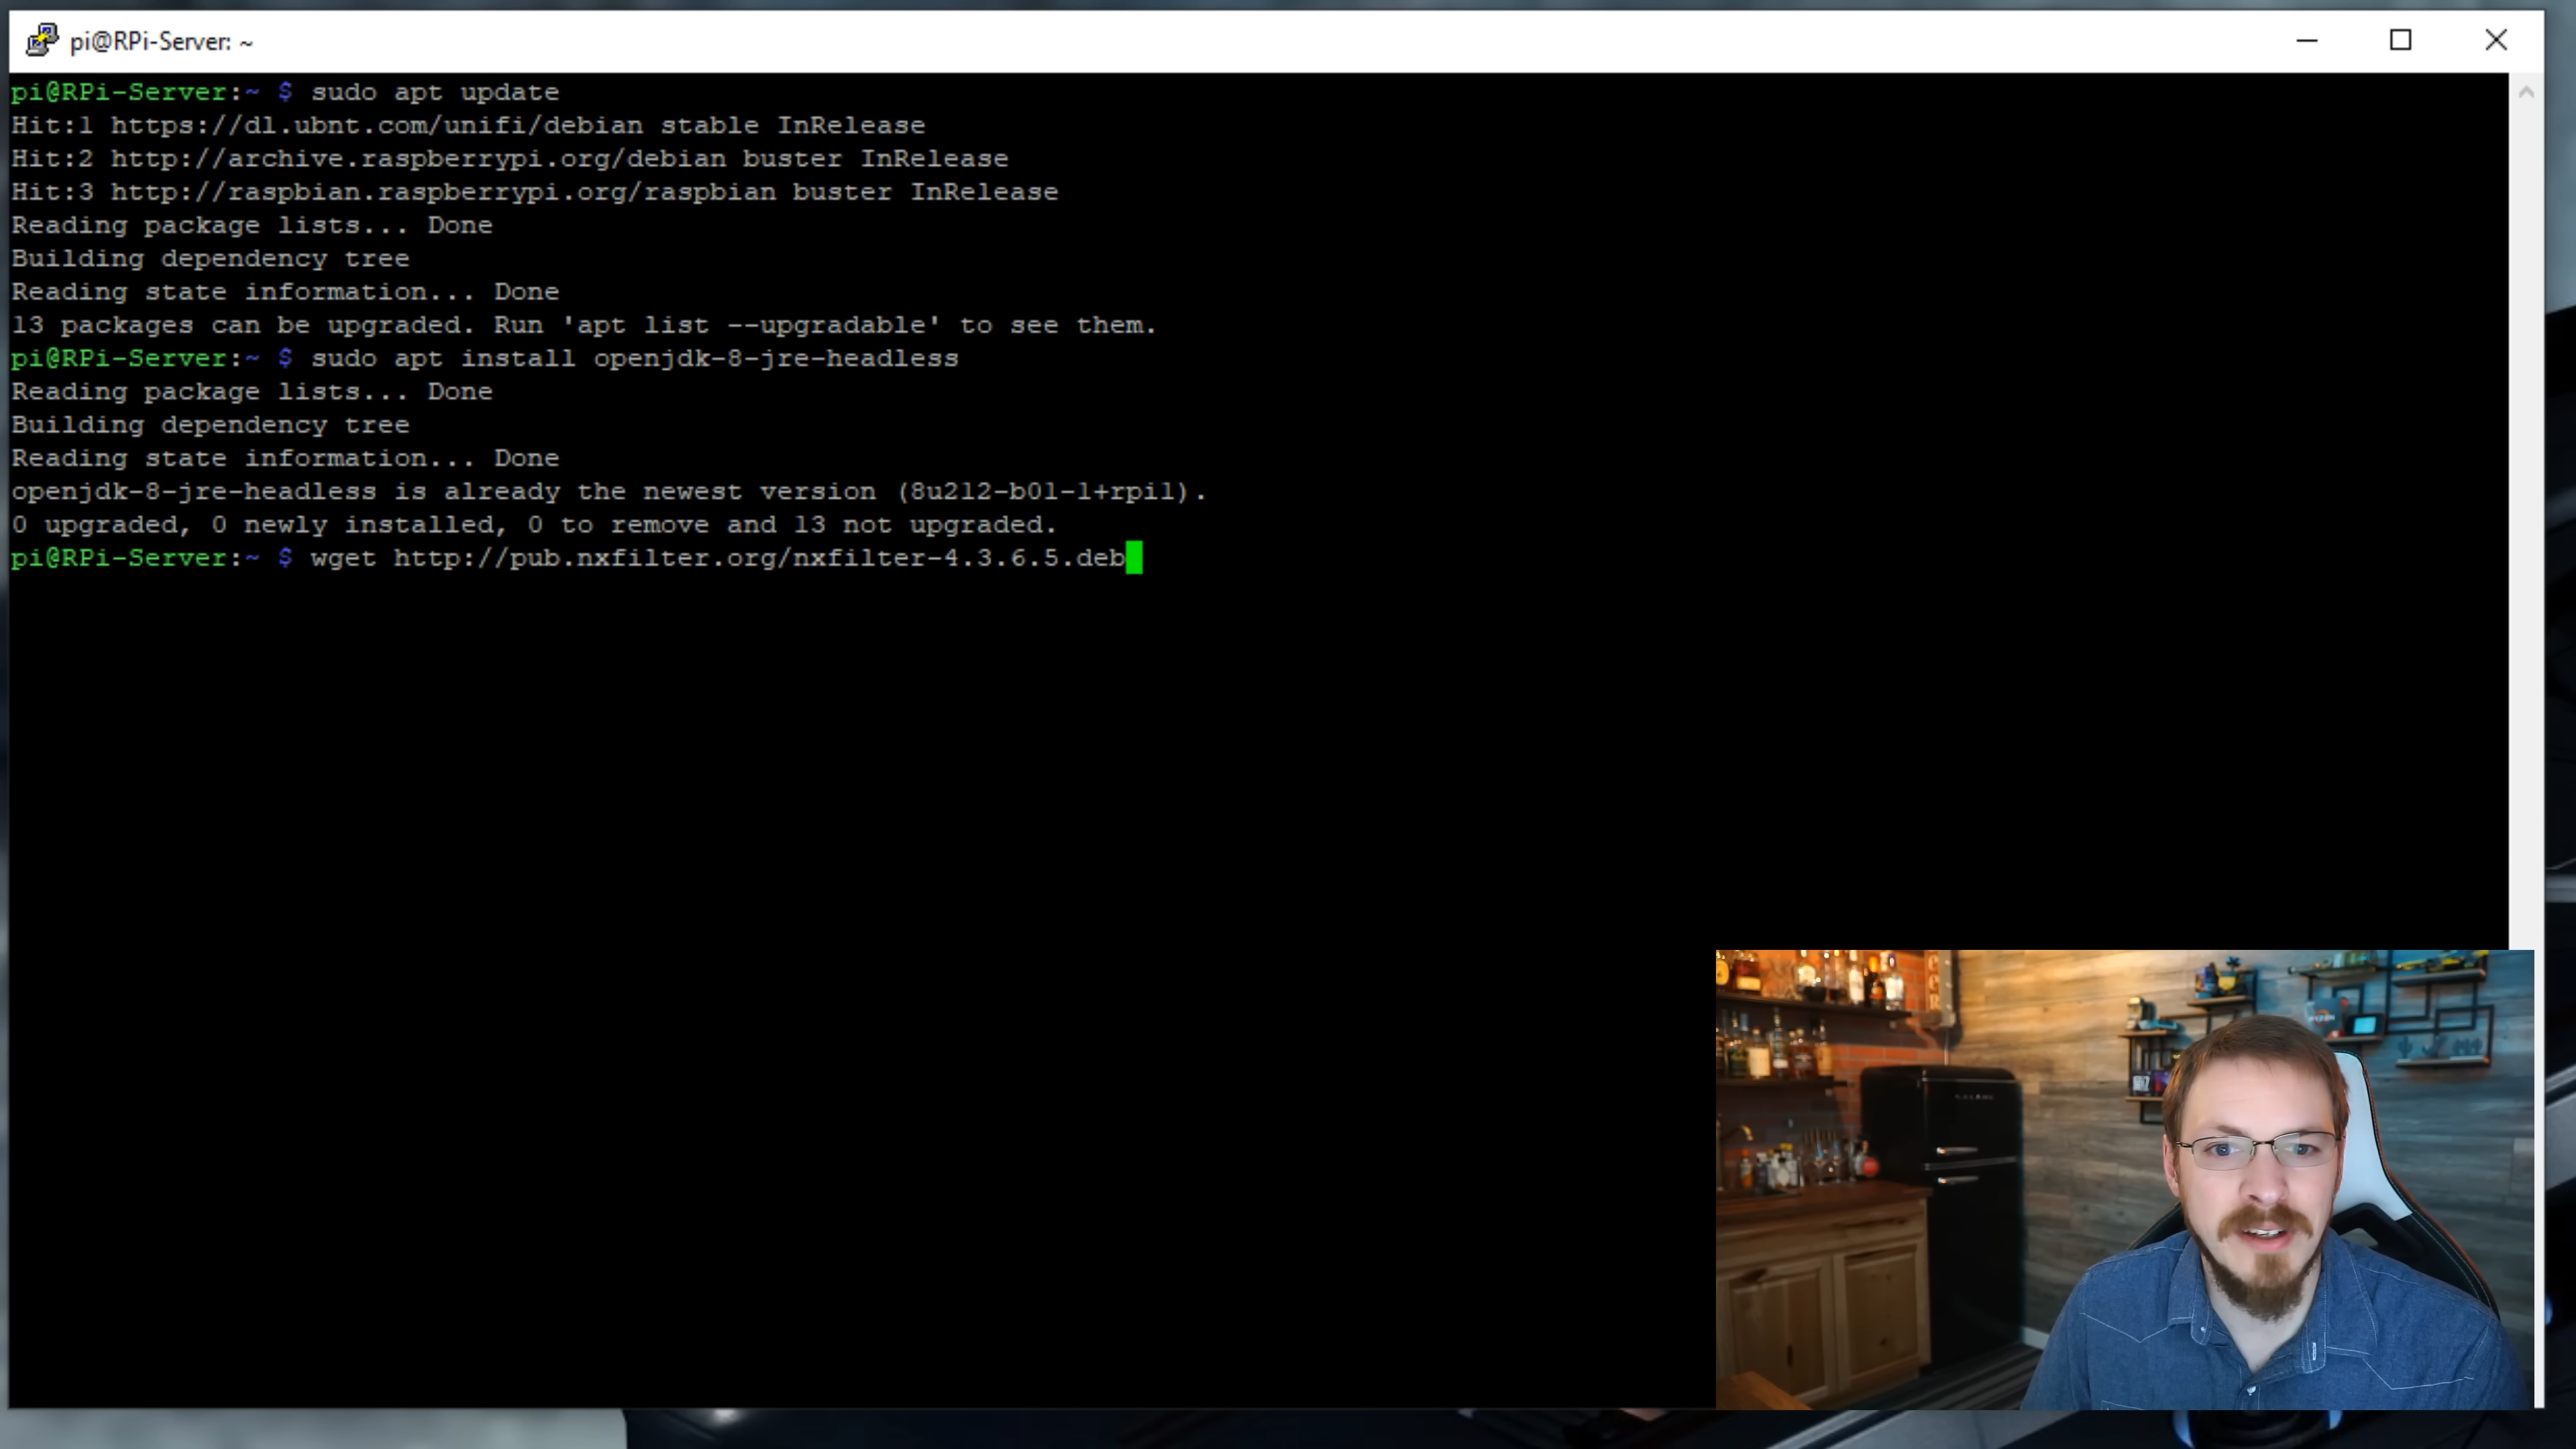 pi@RPi-Server: ~
pi@RPi-Server:~ $ sudo apt update
Hit:1 https://dl.ubnt.com/unifi/debian stable InRelease
Hit:2 http://archive.raspberrypi.org/debian buster InRelease
Hit:3 http://raspbian.raspberrypi.org/raspbian buster InRelease
Reading package lists... Done
Building dependency tree
Reading state information... Done
13 packages can be upgraded. Run 'apt list --upgradable' to see them.
pi@RPi-Server:~ $ sudo apt install openjdk-8-jre-headless
Reading package lists... Done
Building dependency tree
Reading state information... Done
openjdk-8-jre-headless is already the newest version (8u212-b01-1+rpi1).
0 upgraded, 0 newly installed, 0 to remove and 13 not upgraded.
pi@RPi-Server:~ $ wget http://pub.nxfilter.org/nxfilter-4.3.6.5.deb